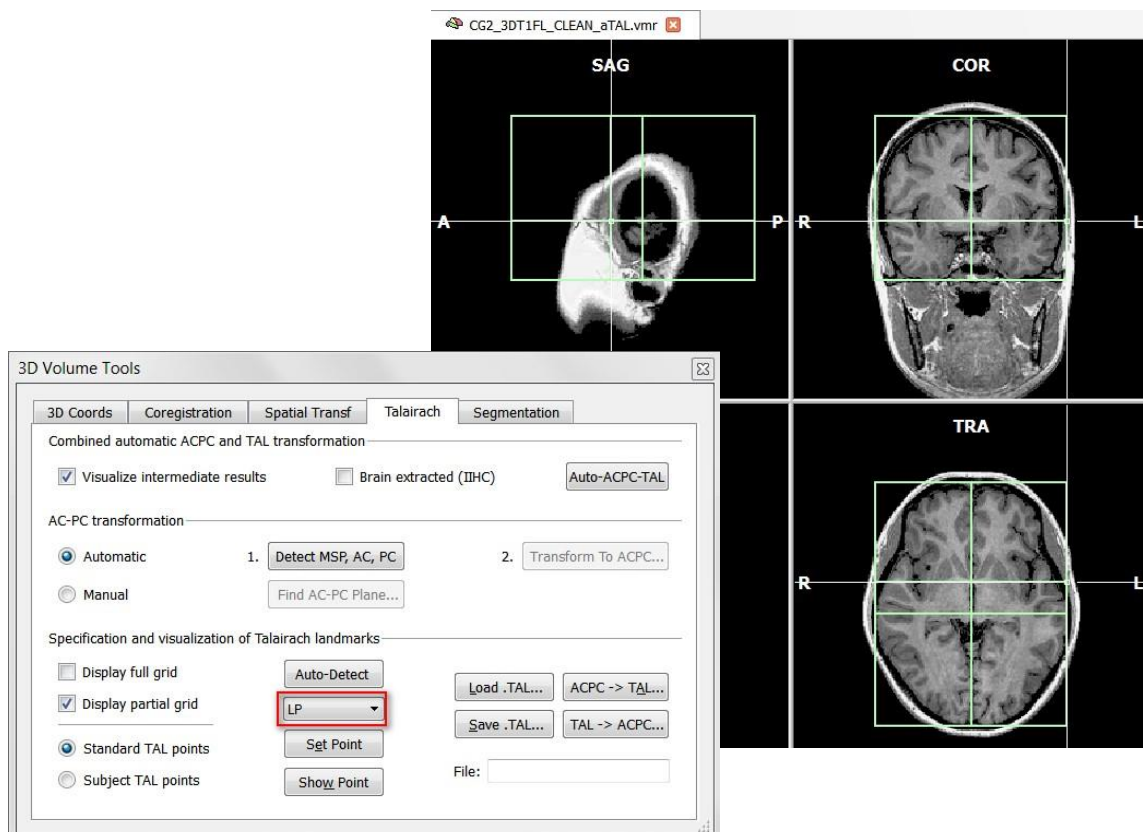 CG2_3DT1FL_CLEAN_aTAL.vmr
SAG
COR
A
P
R
L
3D Volume Tools
3D Coords
Coregistration
Spatial Transf
Talairach
Segmentation
TRA
Combined automatic ACPC and TAL transformation
Visualize intermediate results
Brain extracted (IIHC)
Auto-ACPC-TAL
AC-PC transformation
Automatic
1.
Detect MSP, AC, PC
2.
Transform To ACPC...
R
L
Manual
Find AC-PC Plane...
Specification and visualization of Talairach landmarks
Display full grid
Auto-Detect
Load .TAL...
ACPC -> TAL...
Display partial grid
LP
Save .TAL...
TAL -> ACPC...
Standard TAL points
Set Point
Subject TAL points
Show Point
File: